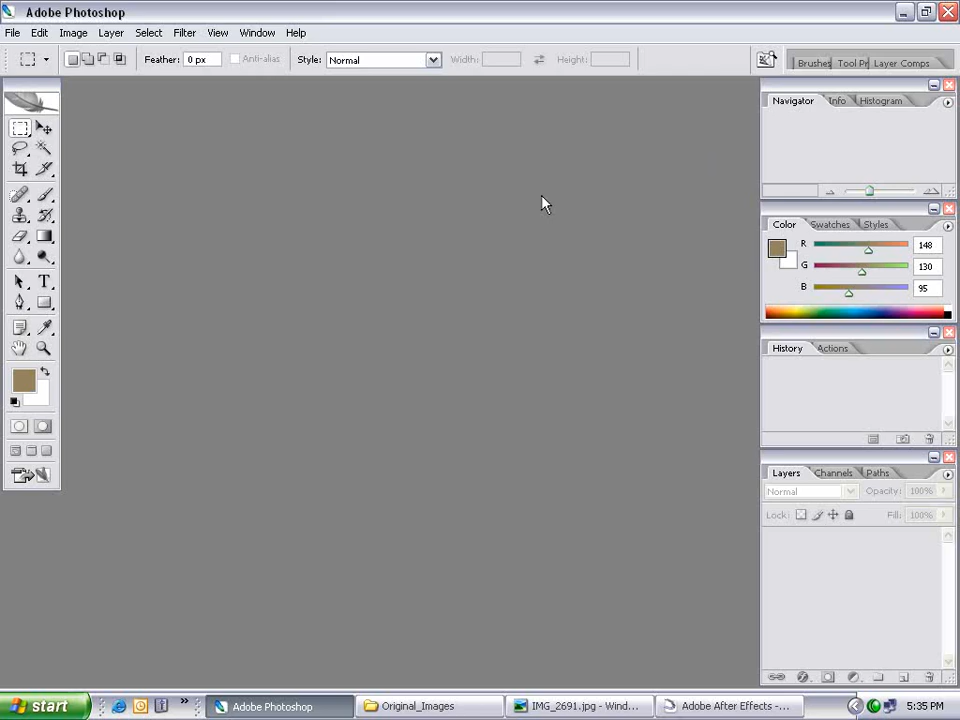 Adobe Photoshop
File Edit Image Layer Select Filter View Window Help
Feather: 0 px Anti-alias Style: Normal Width: Height: Brushes Tool Pr Layer Comps
Navigator Info Histogram
Color Swatches Styles
R 148
G 130
B 95
T
History Actions
Layers Channels Paths
Normal Opacity: 100%
Lock: Fill: 100%
start Adobe Photoshop Original_Images IMG_2691.jpg - Wind... Adobe After Effects -... 5:35 PM